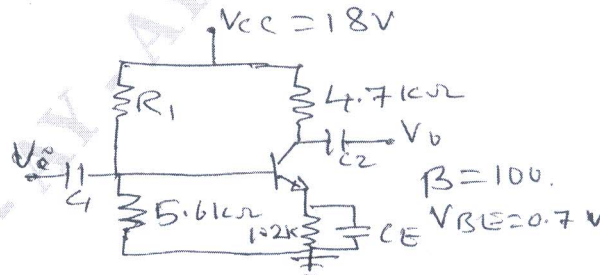 VCC = 18V
R1
4.7kΩ
Vi
C1
C2
Vo
5.6kΩ
1.2K
CE
β = 100.
VBE = 0.7 V